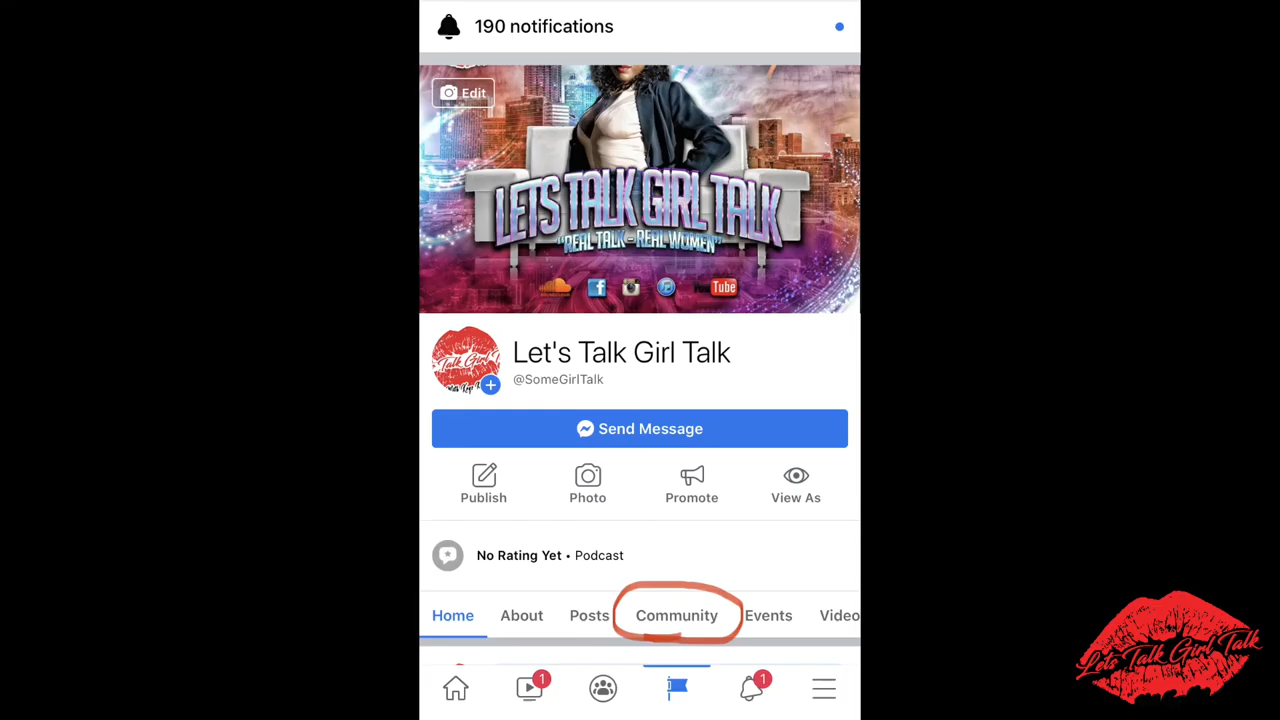 190 notifications
Edit
LETS TALK GIRL TALK
"REAL TALK - REAL WOMEN"
Tube
Let's Talk Girl Talk
@SomeGirlTalk
Talk Girl T
Send Message
Publish
Photo
Promote
View As
No Rating Yet • Podcast
Home
About
Posts
Community
Events
Video
1
1
Lets Talk Girl Talk